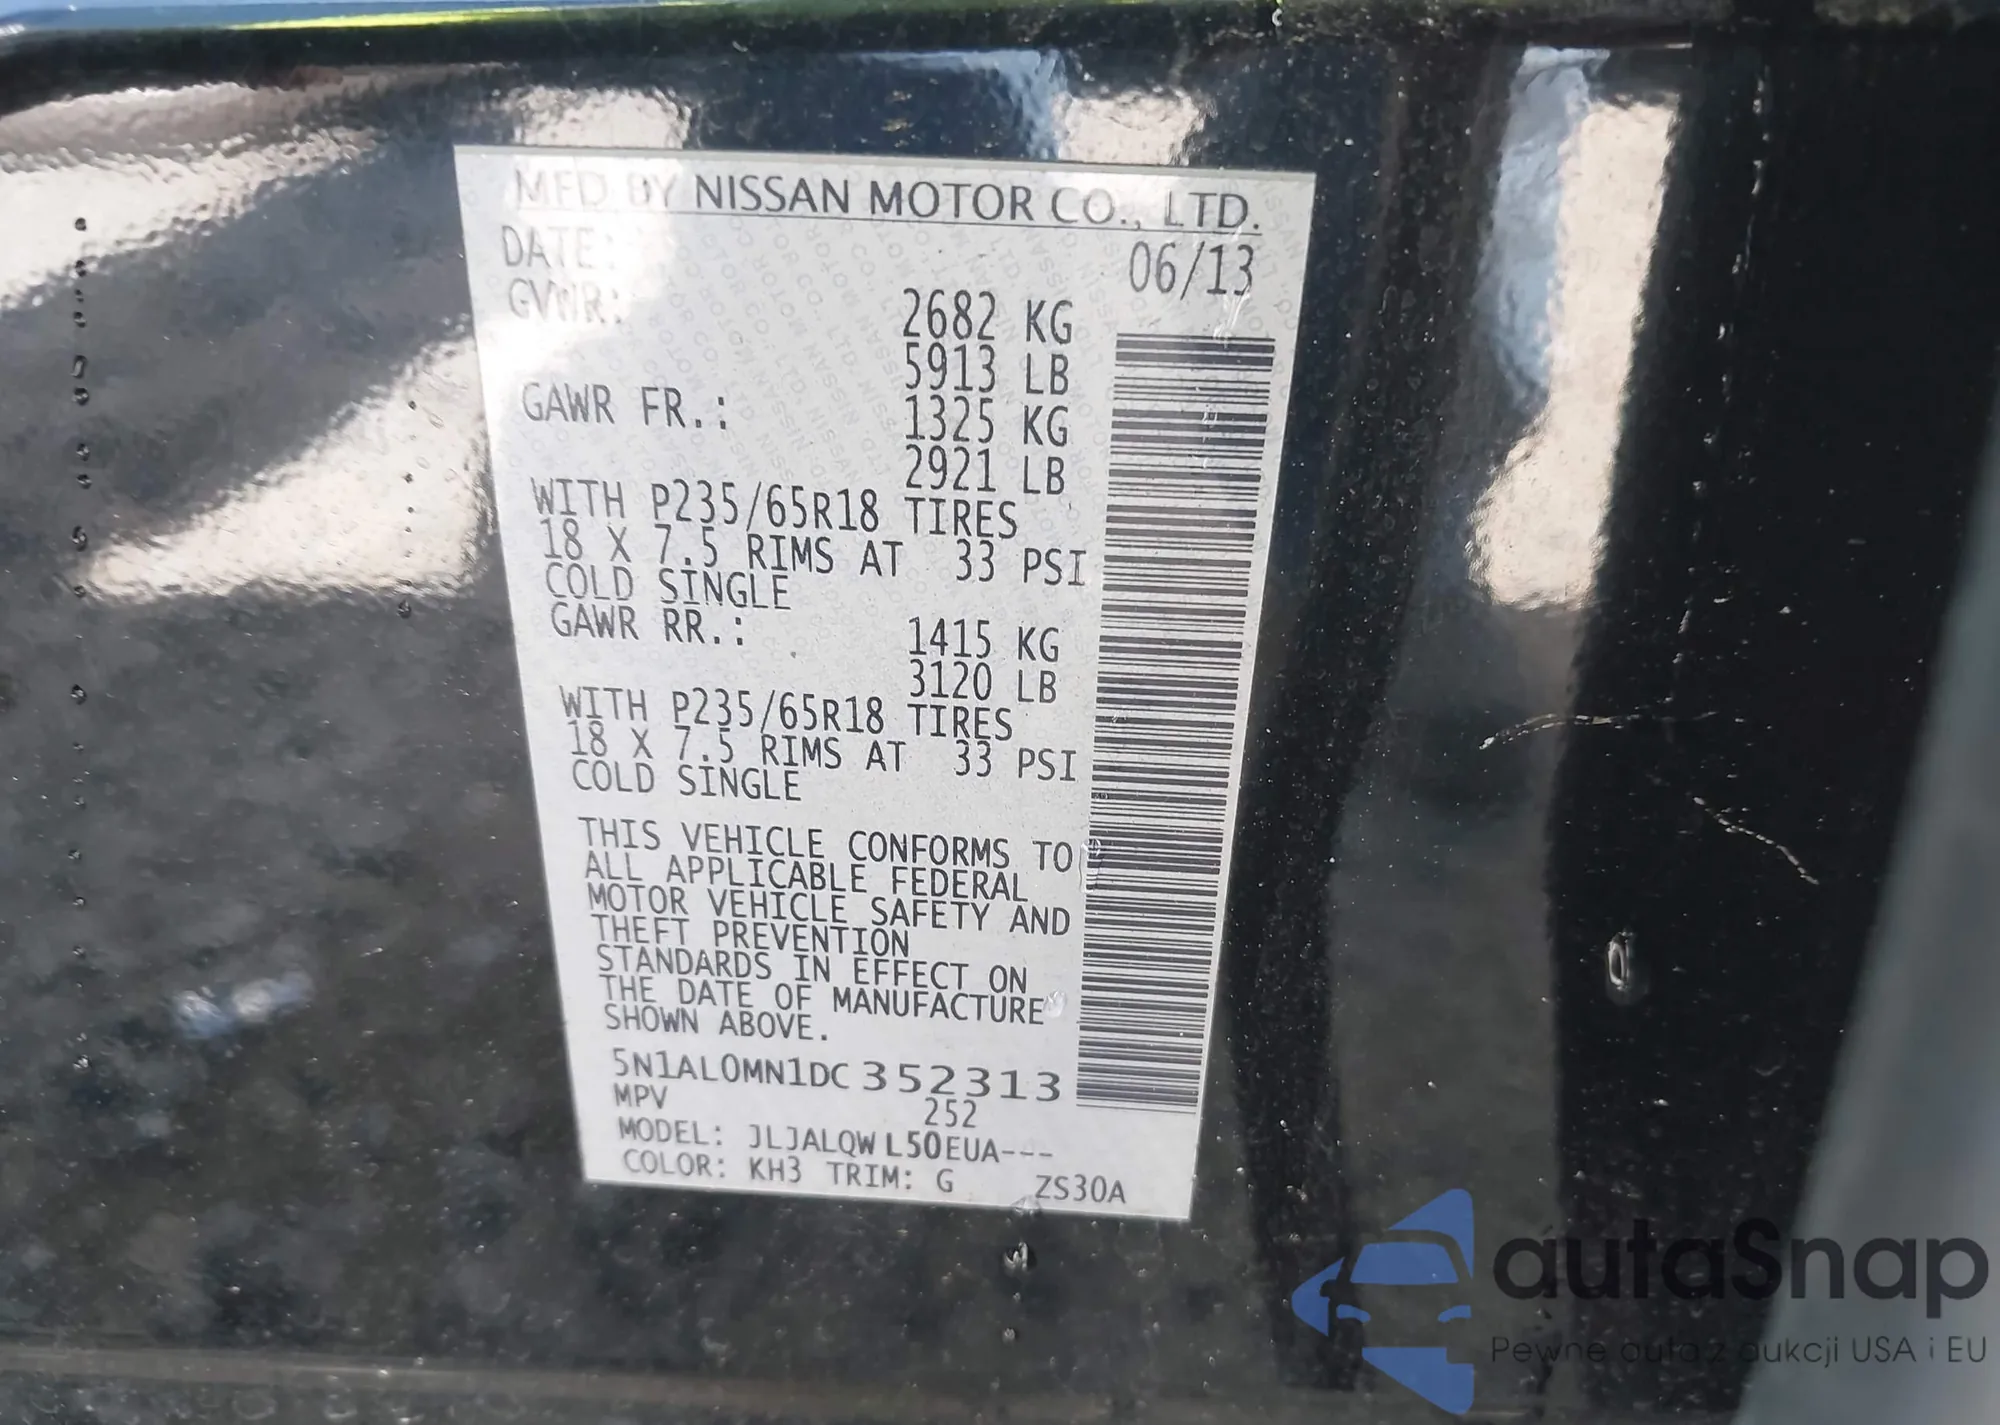 MFD BY NISSAN MOTOR CO., LTD.
DATE: 06/13
GVWR: 2682 KG
5913 LB
GAWR FR.: 1325 KG
2921 LB
WITH P235/65R18 TIRES
18 X 7.5 RIMS AT 33 PSI
COLD SINGLE
GAWR RR.: 1415 KG
3120 LB
WITH P235/65R18 TIRES
18 X 7.5 RIMS AT 33 PSI
COLD SINGLE
THIS VEHICLE CONFORMS TO
ALL APPLICABLE FEDERAL
MOTOR VEHICLE SAFETY AND
THEFT PREVENTION
STANDARDS IN EFFECT ON
THE DATE OF MANUFACTURE
SHOWN ABOVE.
5N1AL0MN1DC352313
MPV 252
MODEL: JLJALQWL50EUA---
COLOR: KH3 TRIM: G ZS30A
autaSnap
Pewne auta z aukcji USA i EU